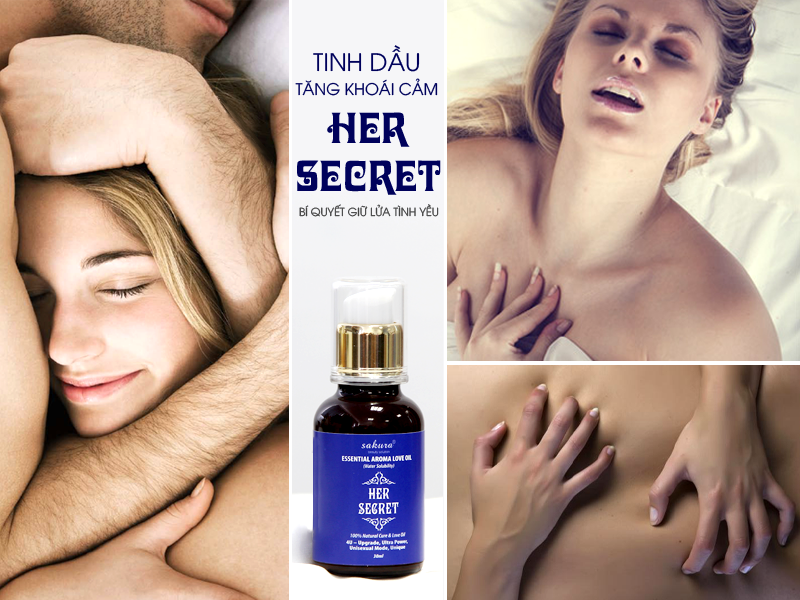 TINH DẦU
TĂNG KHOÁI CẢM
HER
SECRET
BÍ QUYẾT GIỮ LỬA TÌNH YÊU
sakura®
ESSENTIAL AROMA LOVE OIL
(Water Solubility)
HER
SECRET
100% Natural Care & Love Oil
4U – Upgrade, Ultra Power,
Unisexual Mode, Unique
30ml